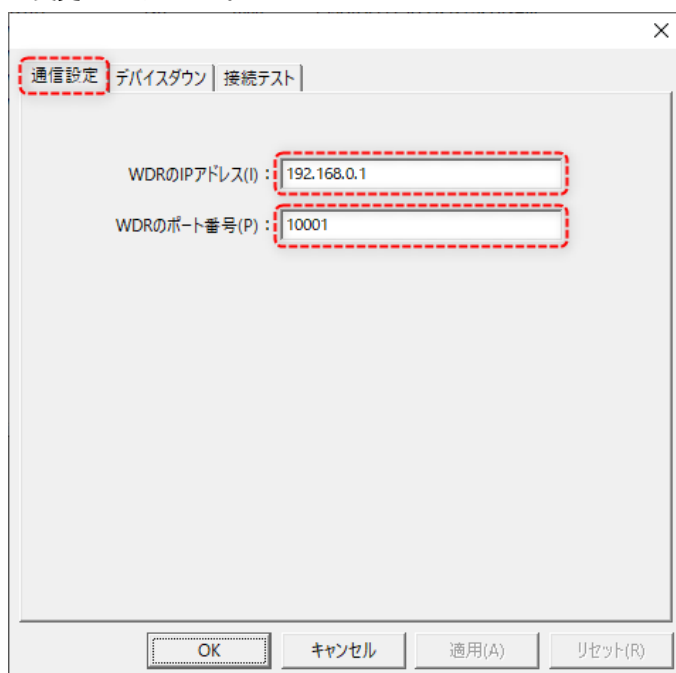 通信設定 デバイスダウン 接続テスト
WDRのIPアドレス(I) : 192.168.0.1
WDRのポート番号(P) : 10001
OK キャンセル 適用(A) リセット(R)